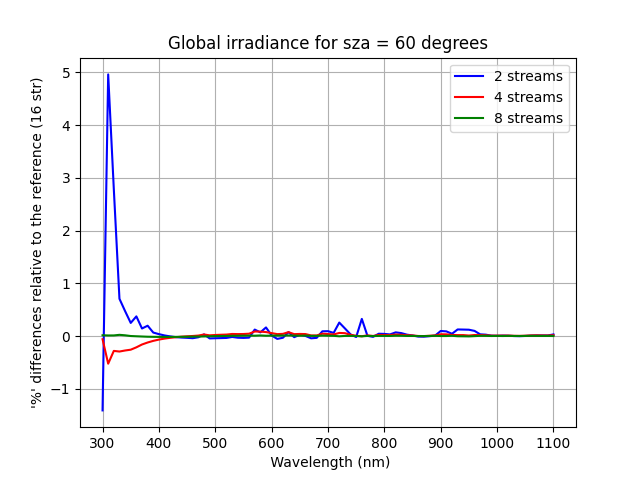 Global irradiance for sza = 60 degrees
'%' differences relative to the reference (16 str)
5
4
3
2
1
0
−1
2 streams
4 streams
8 streams
300 400 500 600 700 800 900 1000 1100
Wavelength (nm)